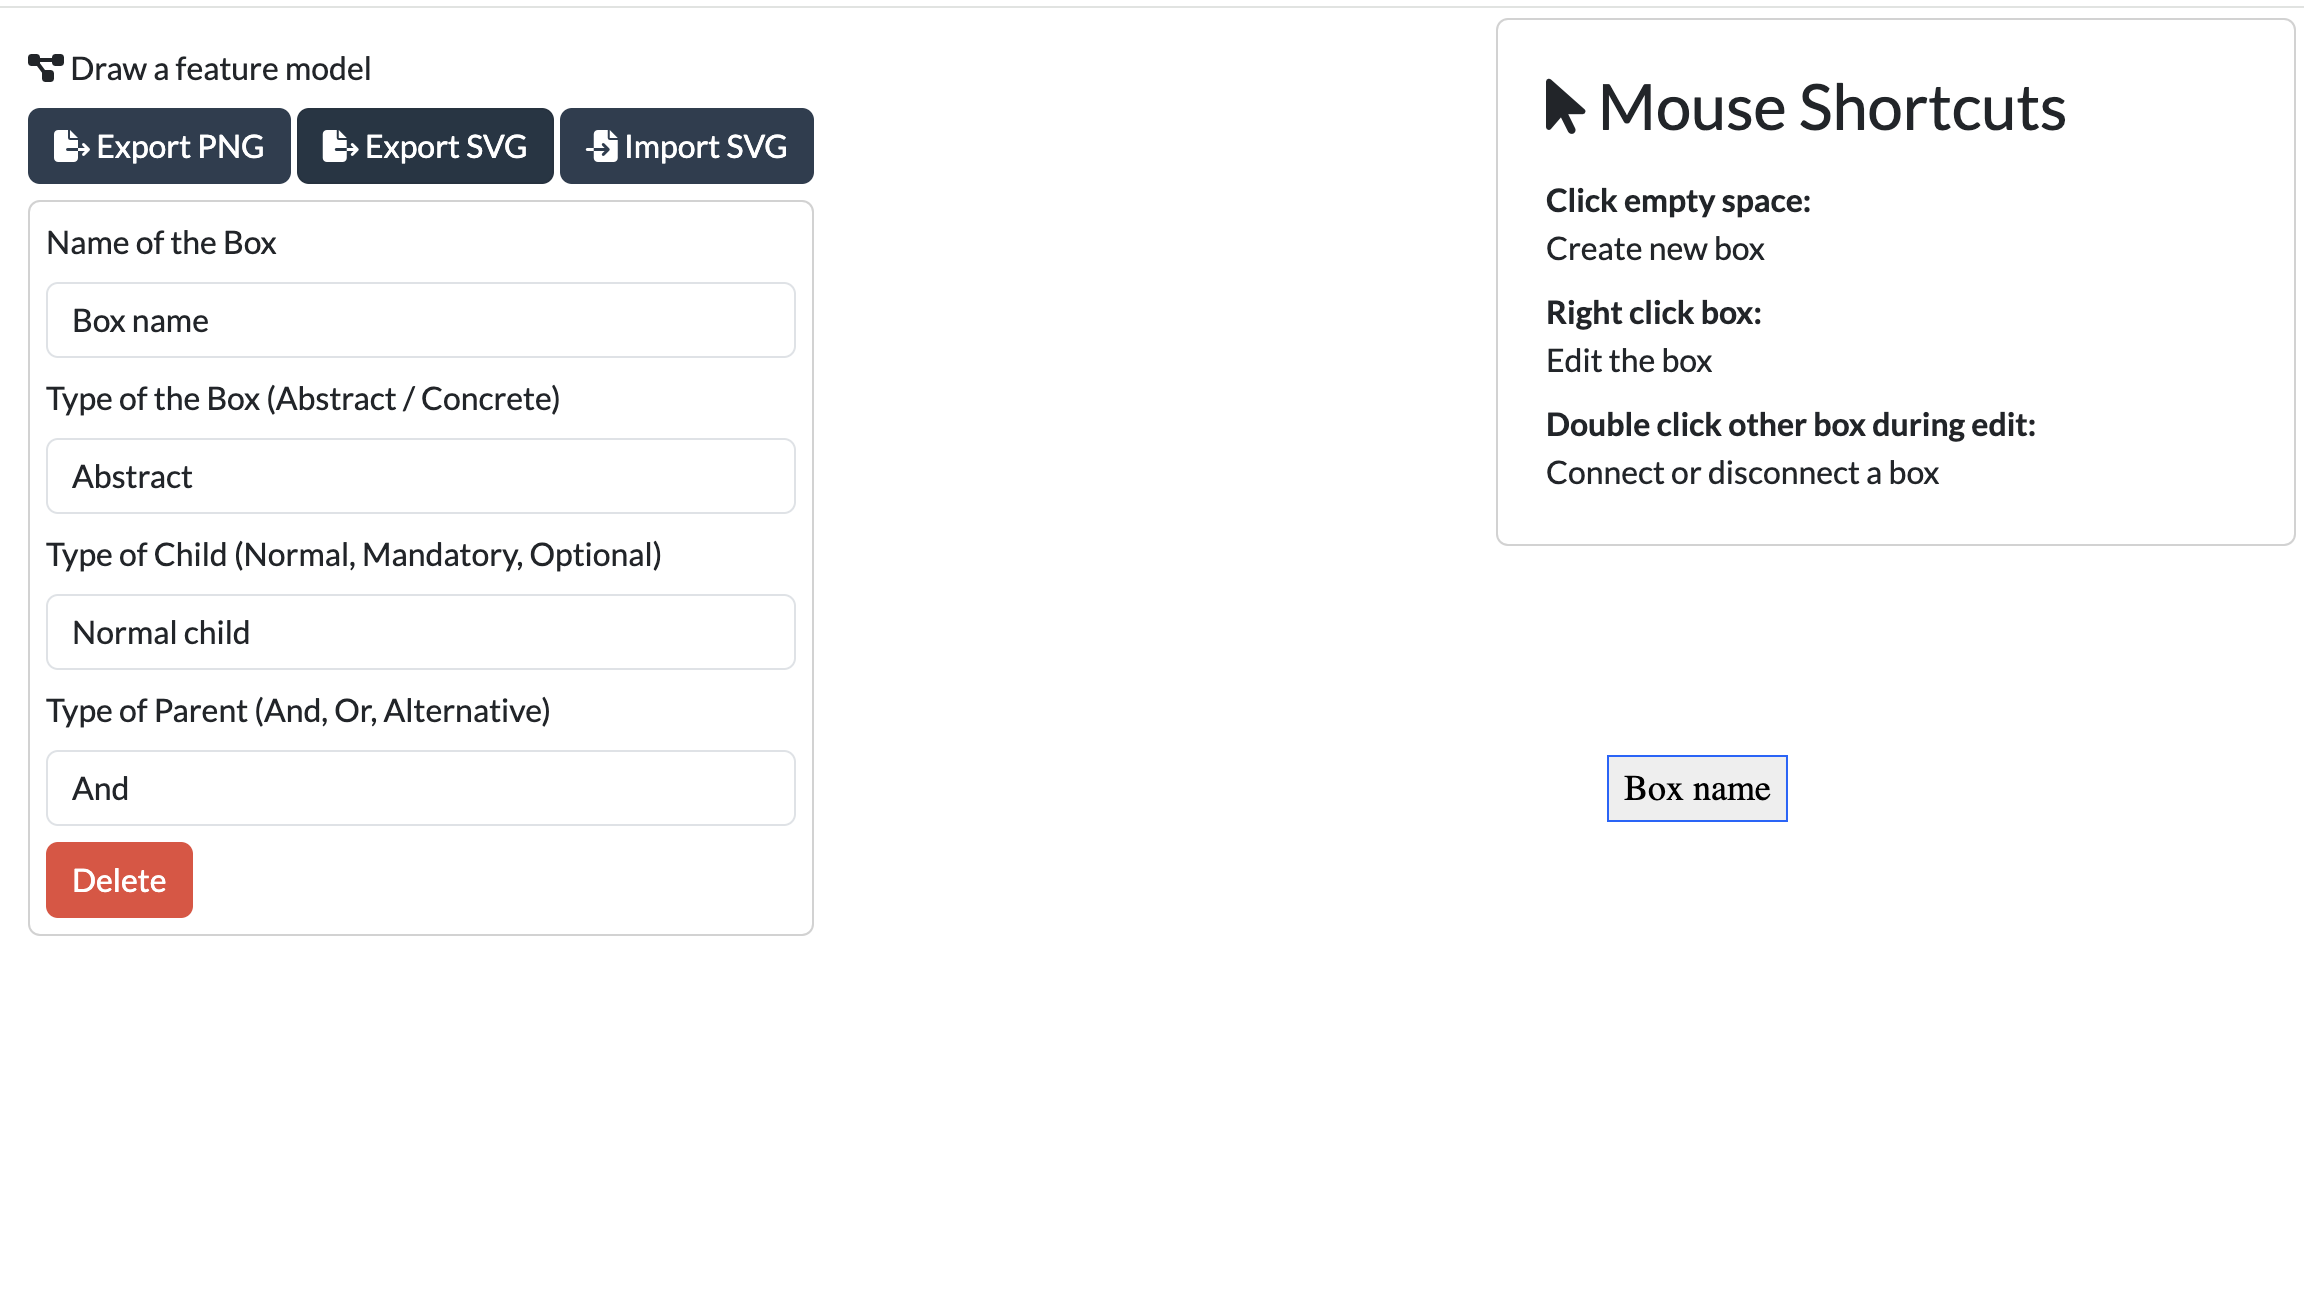 Draw a feature model
Export PNG
Export SVG
Import SVG
Name of the Box
Box name
Type of the Box (Abstract / Concrete)
Abstract
Type of Child (Normal, Mandatory, Optional)
Normal child
Type of Parent (And, Or, Alternative)
And
Delete
Mouse Shortcuts
Click empty space:
Create new box
Right click box:
Edit the box
Double click other box during edit:
Connect or disconnect a box
Box name